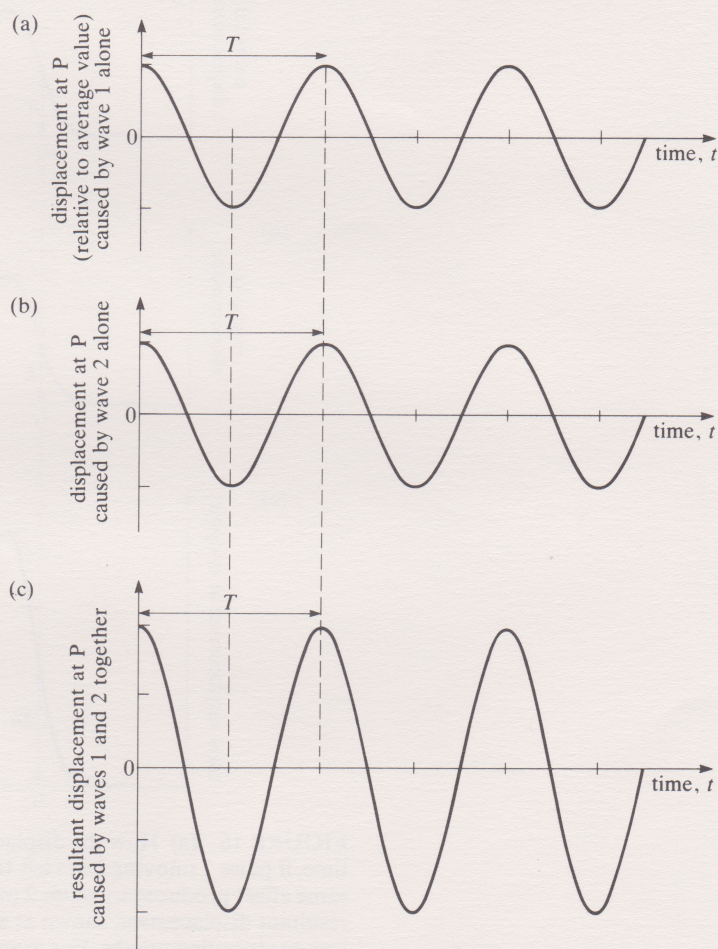 (a)
displacement at P
(relative to average value)
caused by wave 1 alone
T
0
time, t
(b)
displacement at P
caused by wave 2 alone
T
0
time, t
(c)
resultant displacement at P
caused by waves 1 and 2 together
T
0
time, t